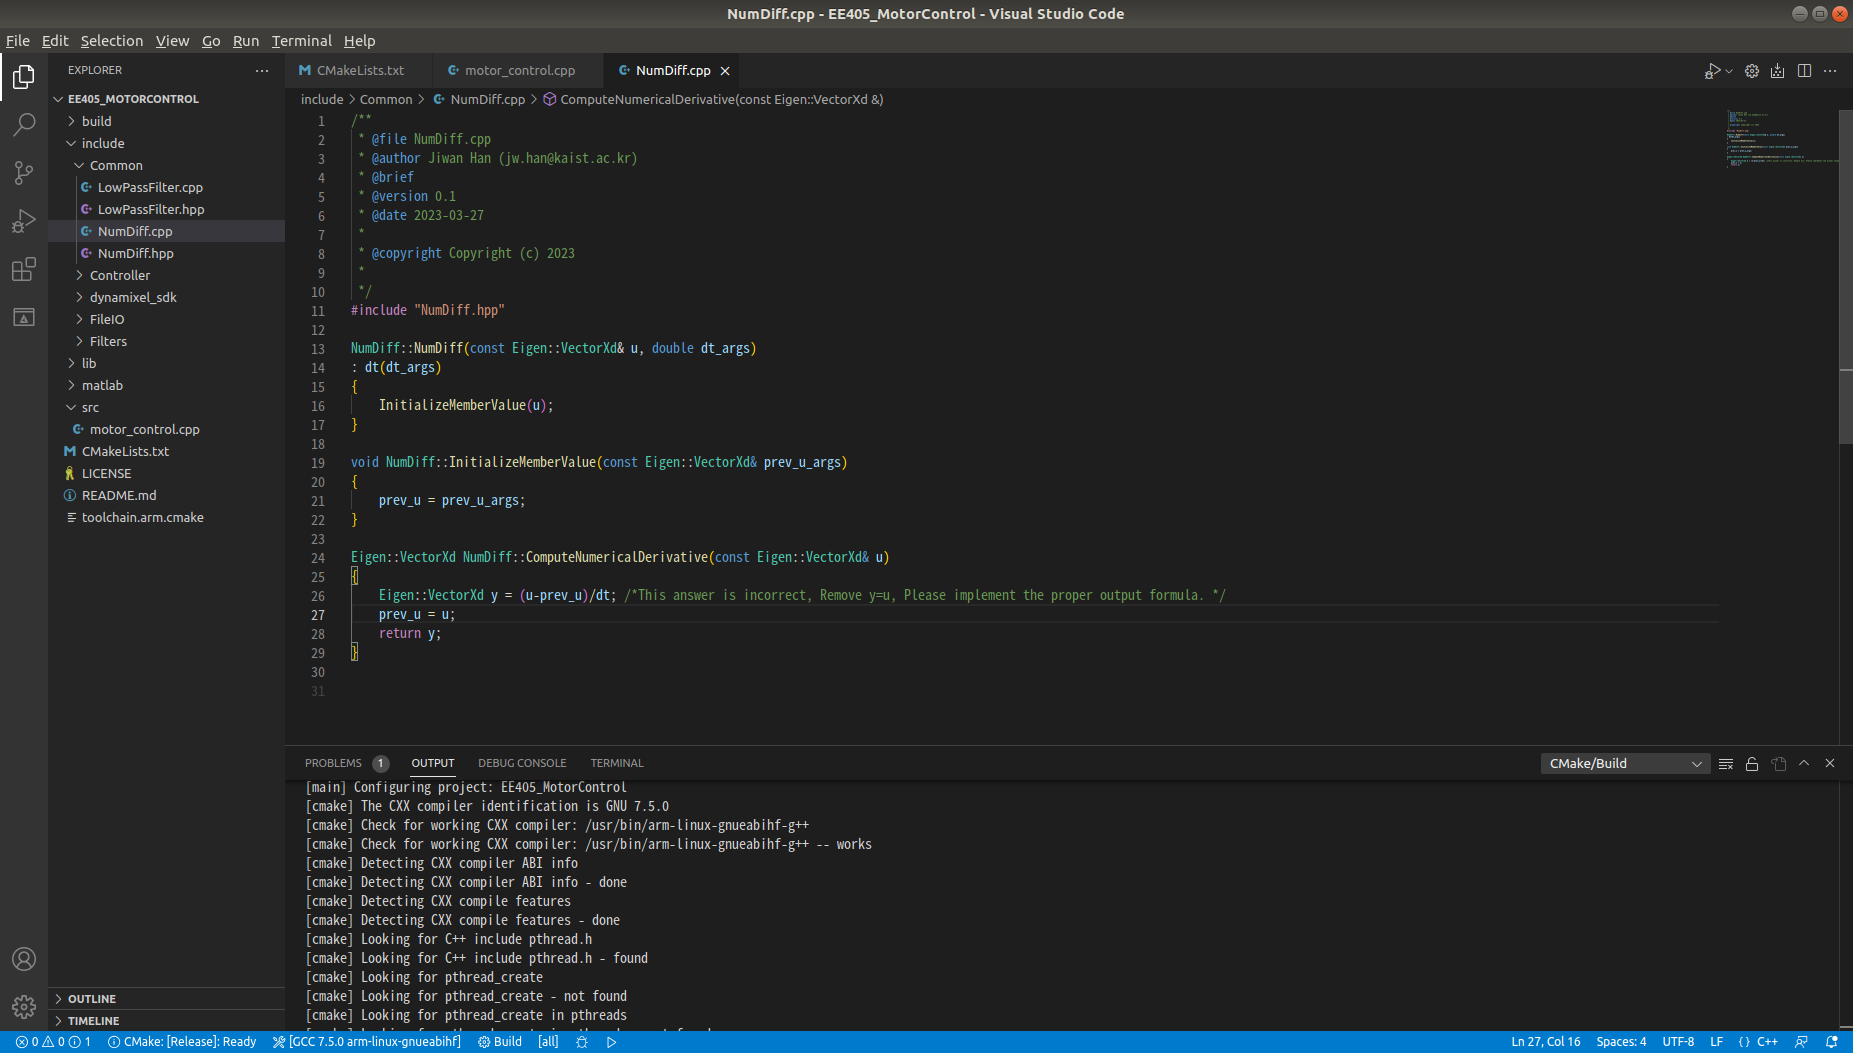 NumDiff.cpp - EE405_MotorControl - Visual Studio Code
File Edit Selection View Go Run Terminal Help
EXPLORER
EE405_MOTORCONTROL
build
include
Common
LowPassFilter.cpp
LowPassFilter.hpp
NumDiff.cpp
NumDiff.hpp
Controller
dynamixel_sdk
FileIO
Filters
lib
matlab
src
motor_control.cpp
CMakeLists.txt
LICENSE
README.md
toolchain.arm.cmake
OUTLINE
TIMELINE
CMakeLists.txt motor_control.cpp NumDiff.cpp
include > Common > NumDiff.cpp > ComputeNumericalDerivative(const Eigen::VectorXd &)
1 /**
2 * @file NumDiff.cpp
3 * @author Jiwan Han (jw.han@kaist.ac.kr)
4 * @brief
5 * @version 0.1
6 * @date 2023-03-27
7 *
8 * @copyright Copyright (c) 2023
9 *
10 */
11 #include "NumDiff.hpp"
12
13 NumDiff::NumDiff(const Eigen::VectorXd& u, double dt_args)
14 : dt(dt_args)
15 {
16 InitializeMemberValue(u);
17 }
18
19 void NumDiff::InitializeMemberValue(const Eigen::VectorXd& prev_u_args)
20 {
21 prev_u = prev_u_args;
22 }
23
24 Eigen::VectorXd NumDiff::ComputeNumericalDerivative(const Eigen::VectorXd& u)
25 {
26 Eigen::VectorXd y = (u-prev_u)/dt; /*This answer is incorrect, Remove y=u, Please implement the proper output formula. */
27 prev_u = u;
28 return y;
29 }
30
31
PROBLEMS 1 OUTPUT DEBUG CONSOLE TERMINAL CMake/Build
[main] Configuring project: EE405_MotorControl
[cmake] The CXX compiler identification is GNU 7.5.0
[cmake] Check for working CXX compiler: /usr/bin/arm-linux-gnueabihf-g++
[cmake] Check for working CXX compiler: /usr/bin/arm-linux-gnueabihf-g++ -- works
[cmake] Detecting CXX compiler ABI info
[cmake] Detecting CXX compiler ABI info - done
[cmake] Detecting CXX compile features
[cmake] Detecting CXX compile features - done
[cmake] Looking for C++ include pthread.h
[cmake] Looking for C++ include pthread.h - found
[cmake] Looking for pthread_create
[cmake] Looking for pthread_create - not found
[cmake] Looking for pthread_create in pthreads
0 0 1 CMake: [Release]: Ready [GCC 7.5.0 arm-linux-gnueabihf] Build [all] Ln 27, Col 16 Spaces: 4 UTF-8 LF {} C++